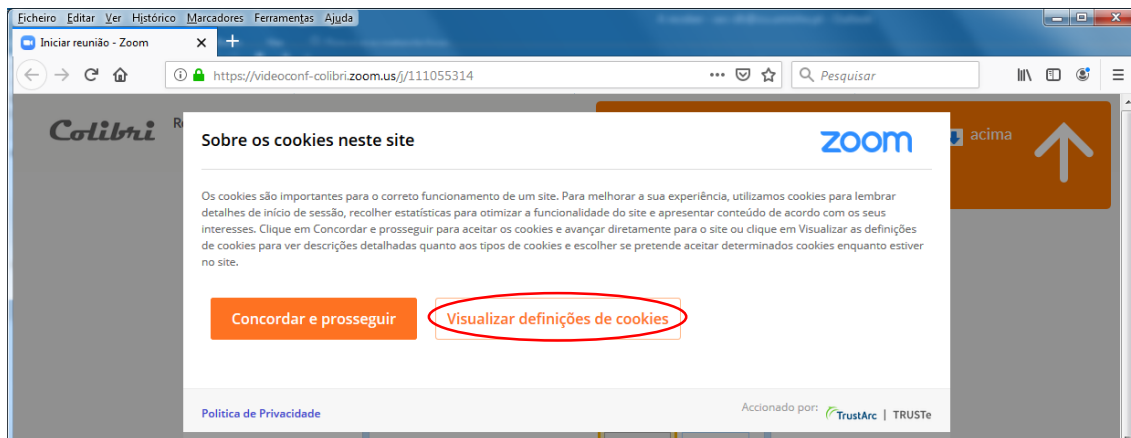 Ficheiro Editar Ver Histórico Marcadores Ferramentas Ajuda
Iniciar reunião - Zoom
https://videoconf-colibri.zoom.us/j/111055314
Pesquisar
Colibri
acima
Sobre os cookies neste site
zoom
Os cookies são importantes para o correto funcionamento de um site. Para melhorar a sua experiência, utilizamos cookies para lembrar
detalhes de início de sessão, recolher estatísticas para otimizar a funcionalidade do site e apresentar conteúdo de acordo com os seus
interesses. Clique em Concordar e prosseguir para aceitar os cookies e avançar diretamente para o site ou clique em Visualizar as definições
de cookies para ver descrições detalhadas quanto aos tipos de cookies e escolher se pretende aceitar determinados cookies enquanto estiver
no site.
Concordar e prosseguir
Visualizar definições de cookies
Politica de Privacidade
Accionado por: TrustArc | TRUSTe